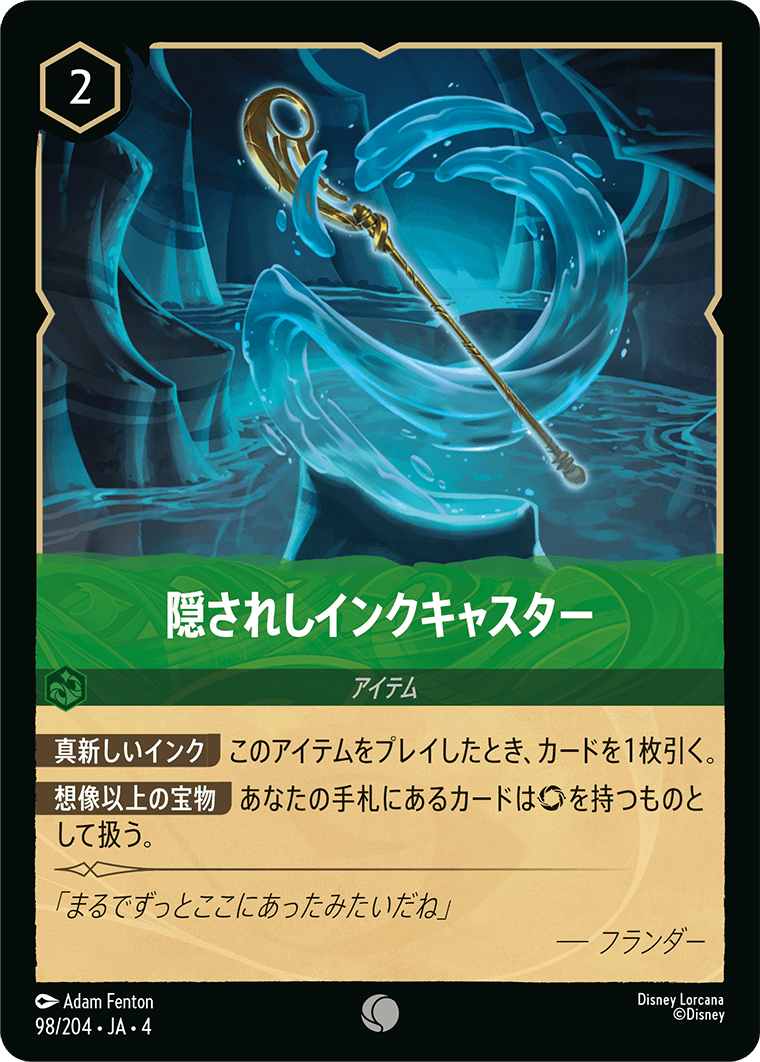 2
隠されしインクキャスター
アイテム
真新しいインク このアイテムをプレイしたとき、カードを1枚引く。
想像以上の宝物 あなたの手札にあるカードはを持つものと
して扱う。
「まるでずっとここにあったみたいだね」
― フランダー
Adam Fenton
98/204・JA・4
Disney Lorcana
©Disney